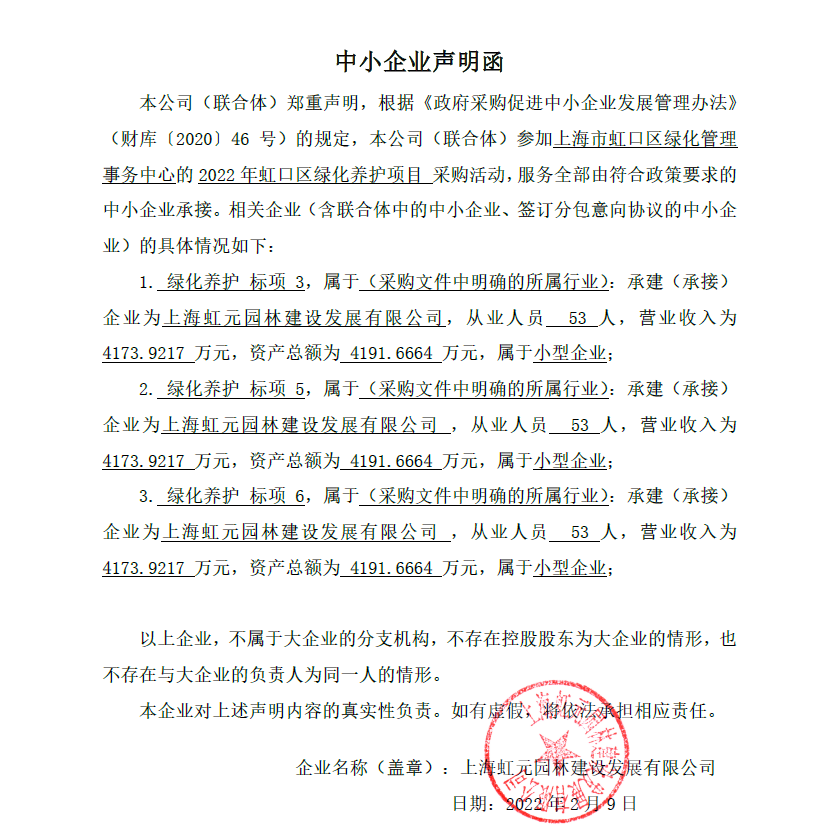 中小企业声明函
本公司（联合体）郑重声明，根据《政府采购促进中小企业发展管理办法》
（财库〔2020〕46 号）的规定，本公司（联合体）参加上海市虹口区绿化管理
事务中心的 2022 年虹口区绿化养护项目 采购活动，服务全部由符合政策要求的
中小企业承接。相关企业（含联合体中的中小企业、签订分包意向协议的中小企
业）的具体情况如下：
1. 绿化养护 标项 3，属于（采购文件中明确的所属行业）：承建（承接）
企业为上海虹元园林建设发展有限公司，从业人员 53 人，营业收入为
4173.9217 万元，资产总额为 4191.6664 万元，属于小型企业；
2. 绿化养护 标项 5，属于（采购文件中明确的所属行业）：承建（承接）
企业为上海虹元园林建设发展有限公司 ，从业人员 53 人，营业收入为
4173.9217 万元，资产总额为 4191.6664 万元，属于小型企业；
3. 绿化养护 标项 6，属于（采购文件中明确的所属行业）：承建（承接）
企业为上海虹元园林建设发展有限公司 ，从业人员 53 人，营业收入为
4173.9217 万元，资产总额为 4191.6664 万元，属于小型企业；
以上企业，不属于大企业的分支机构，不存在控股股东为大企业的情形，也
不存在与大企业的负责人为同一人的情形。
本企业对上述声明内容的真实性负责。如有虚假，将依法承担相应责任。
企业名称（盖章）：上海虹元园林建设发展有限公司
日期：2022 年 2 月 9 日
上海虹元园林建设发展有限公司